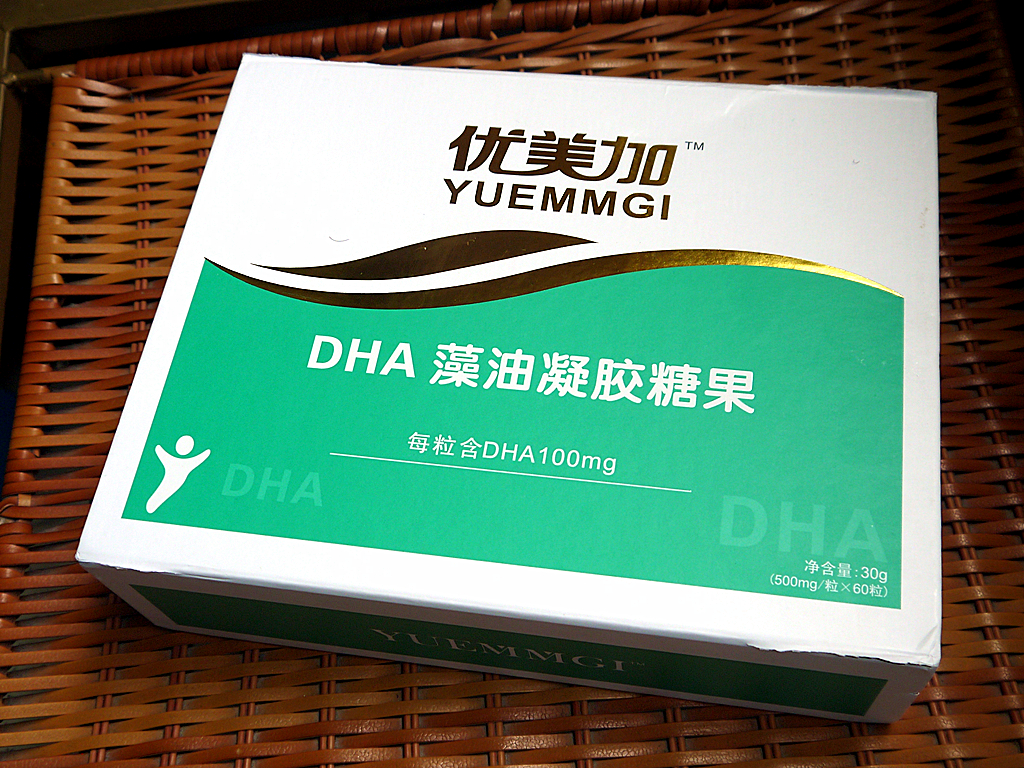 优美加™
YUEMMGI
DHA 藻油凝胶糖果
每粒含DHA100mg
DHA
DHA
净含量:30g
(500mg/粒×60粒)
YUEMMGI™